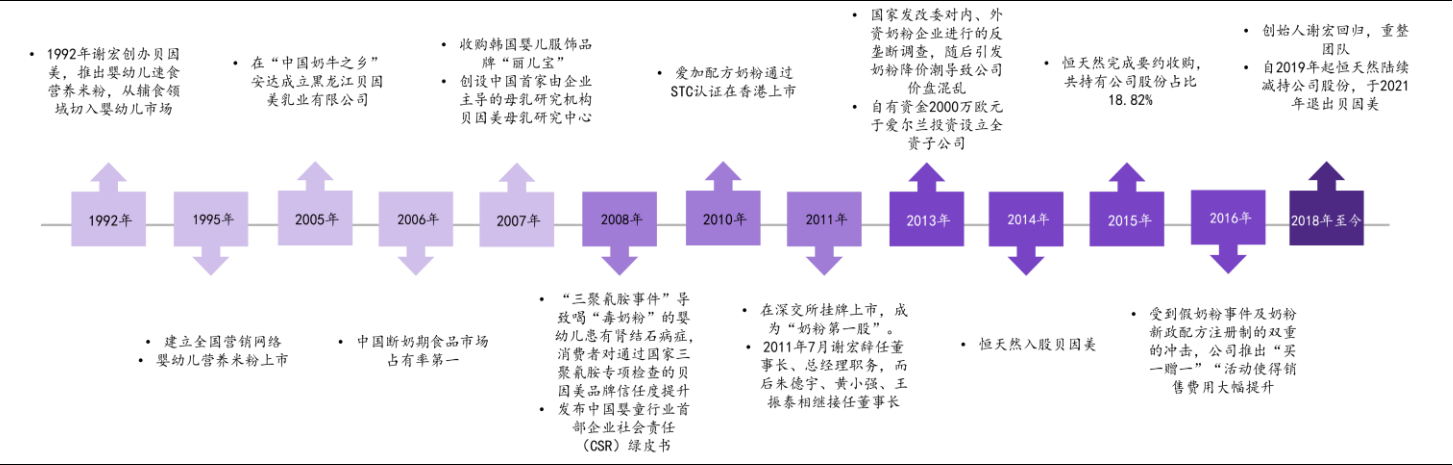 • 1992年谢宏创办贝因
美，推出婴幼儿速食
营养米粉，从辅食领
域切入婴幼儿市场
• 在“中国奶牛之乡”
安达成立黑龙江贝因
美乳业有限公司
• 收购韩国婴儿服饰品
牌“丽儿宝”
• 创设中国首家由企业
主导的母乳研究机构
贝因美母乳研究中心
• 爱加配方奶粉通过
STC认证在香港上市
• 国家发改委对内、外
资奶粉企业进行的反
垄断调查，随后引发
奶粉降价潮导致公司
价盘混乱
• 自有资金2000万欧元
于爱尔兰投资设立全
资子公司
• 恒天然完成要约收购，
共持有公司股份占比
18.82%
• 创始人谢宏回归，重整
团队
• 自2019年起恒天然陆续
减持公司股份，于2021
年退出贝因美
1992年
1995年
2005年
2006年
2007年
2008年
2010年
2011年
2013年
2014年
2015年
2016年
2018年至今
• 建立全国营销网络
• 婴幼儿营养米粉上市
• 中国断奶期食品市场
占有率第一
• “三聚氰胺事件”导
致喝“毒奶粉”的婴
幼儿患有肾结石病症，
消费者对通过国家三
聚氰胺专项检查的贝
因美品牌信任度提升
• 发布中国婴童行业首
部企业社会责任
（CSR）绿皮书
• 在深交所挂牌上市，成
为“奶粉第一股”。
• 2011年7月谢宏辞任董
事长、总经理职务，而
后朱德宇、黄小强、王
振泰相继接任董事长
• 恒天然入股贝因美
• 受到假奶粉事件及奶粉
新政配方注册制的双重
的冲击，公司推出“买
一赠一”“活动使得销
售费用大幅提升